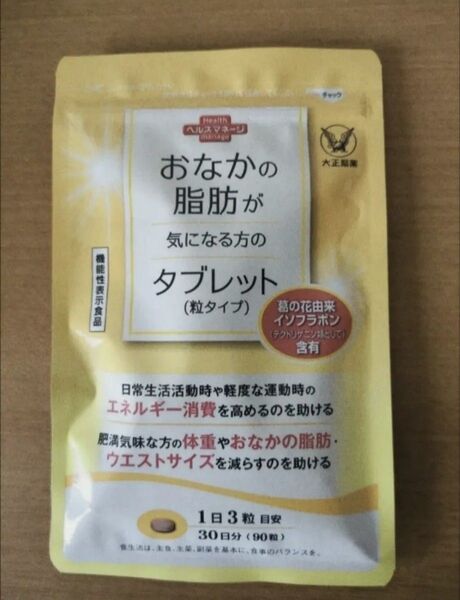 チャック
Health
ヘルスマネージ
manage
大正製薬
おなかの
脂肪が
気になる方の
タブレット
(粒タイプ)
機能性表示食品
葛の花由来
イソフラボン
(テクトリゲニン類として)
含有
日常生活活動時や軽度な運動時の
エネルギー消費を高めるのを助ける
肥満気味な方の体重やおなかの脂肪・
ウエストサイズを減らすのを助ける
1日3粒 目安
30日分(90粒)
食生活は、主食、主菜、副菜を基本に、食事のバランスを。